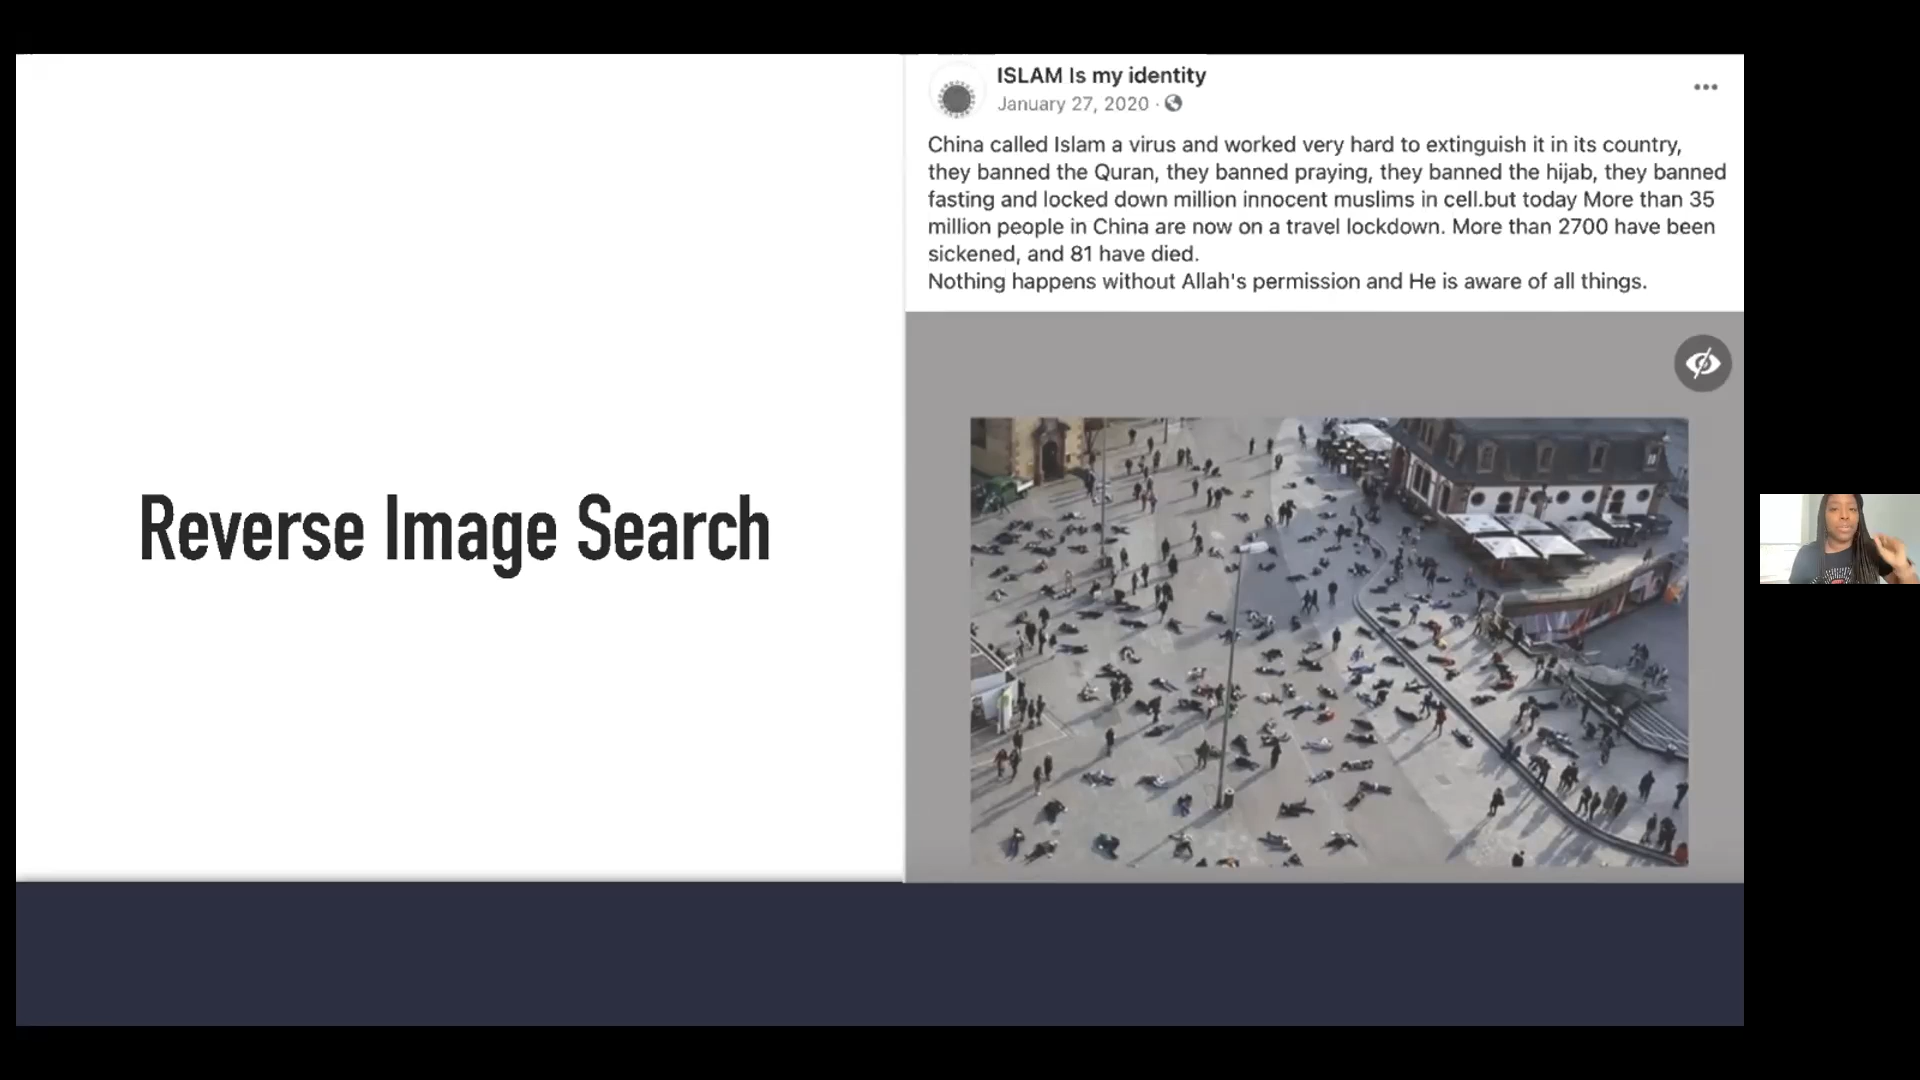 Reverse Image Search
ISLAM Is my identity
January 27, 2020 ·
China called Islam a virus and worked very hard to extinguish it in its country,
they banned the Quran, they banned praying, they banned the hijab, they banned
fasting and locked down million innocent muslims in cell.but today More than 35
million people in China are now on a travel lockdown. More than 2700 have been
sickened, and 81 have died.
Nothing happens without Allah's permission and He is aware of all things.